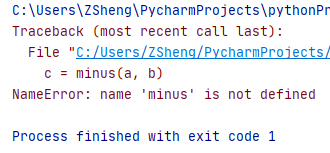 C:\Users\ZSheng\PycharmProjects\pythonPr
Traceback (most recent call last):
File "C:/Users/ZSheng/PycharmProjects/
c = minus(a, b)
NameError: name 'minus' is not defined
Process finished with exit code 1